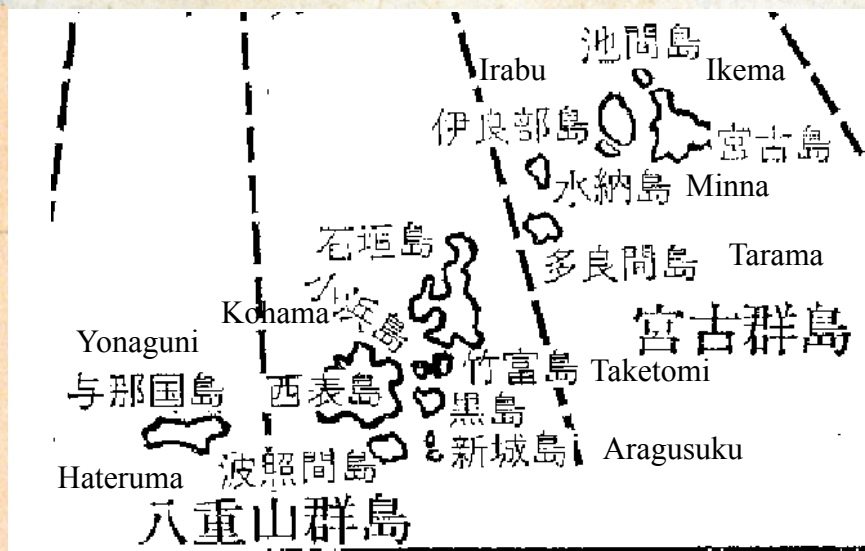 池間島
Irabu
Ikema
伊良部島
宮古島
水納島 Minna
石垣島
多良間島 Tarama
小浜島
Kohama
宮古群島
Yonaguni
与那国島
西表島
竹富島 Taketomi
黒島
波照間島
新城島 Aragusuku
Hateruma
八重山群島